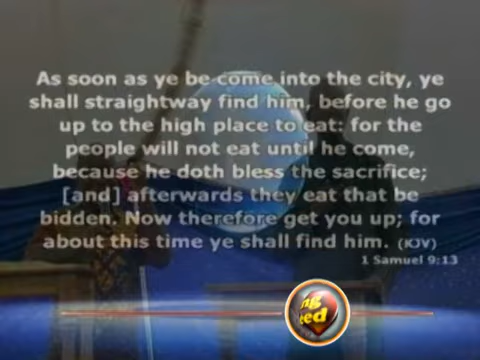 As soon as ye be come into the city, ye
shall straightway find him, before he go
up to the high place to eat: for the
people will not eat until he come,
because he doth bless the sacrifice;
[and] afterwards they eat that be
bidden. Now therefore get you up; for
about this time ye shall find him. (KJV)
1 Samuel 9:13